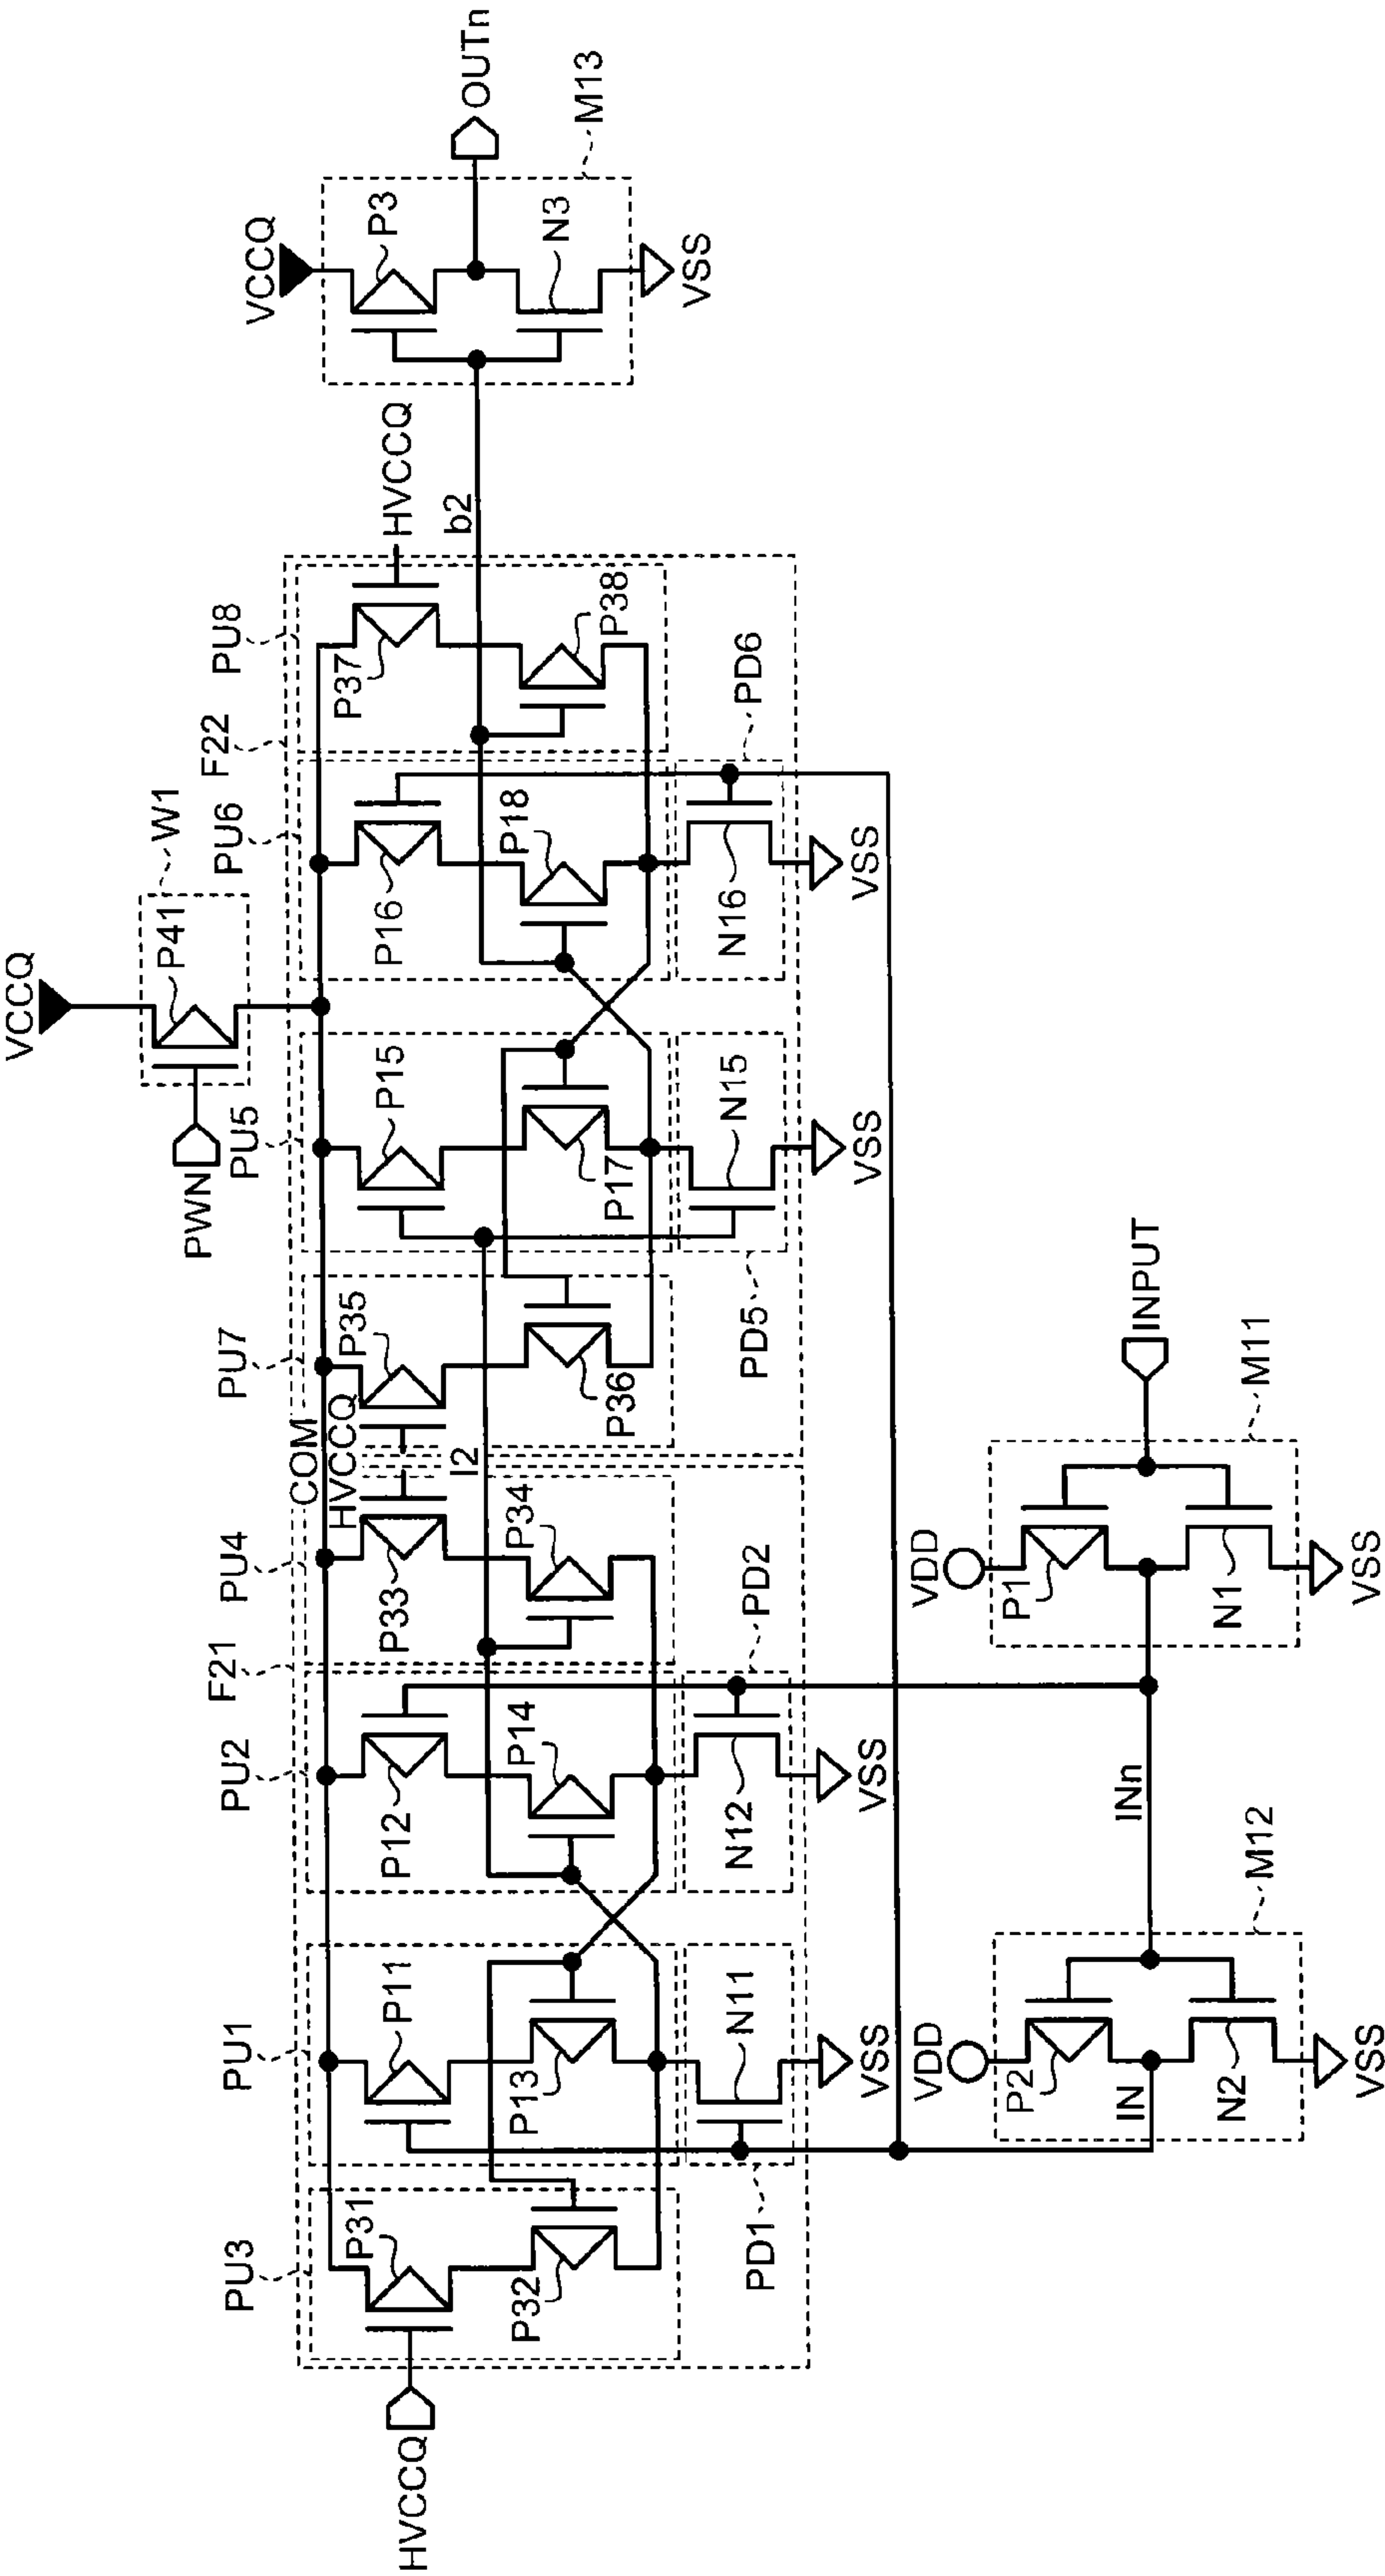 HVCCQ
PU3
P31
P32
PU1
P11
P13
PD1
N11
VSS
F21
PU2
P12
P14
PD2
N12
VSS
PU4
P33
P34
COM
HVCCQ
I2
PU7
P35
P36
PU5
P15
P17
PD5
N15
VSS
PWN
VCCQ
P41
W1
PU6
P16
P18
PD6
N16
VSS
F22
PU8
P37
P38
HVCCQ
b2
VCCQ
P3
N3
VSS
M13
OUTn
VDD
P2
IN
N2
VSS
M12
INn
VDD
P1
N1
VSS
M11
INPUT